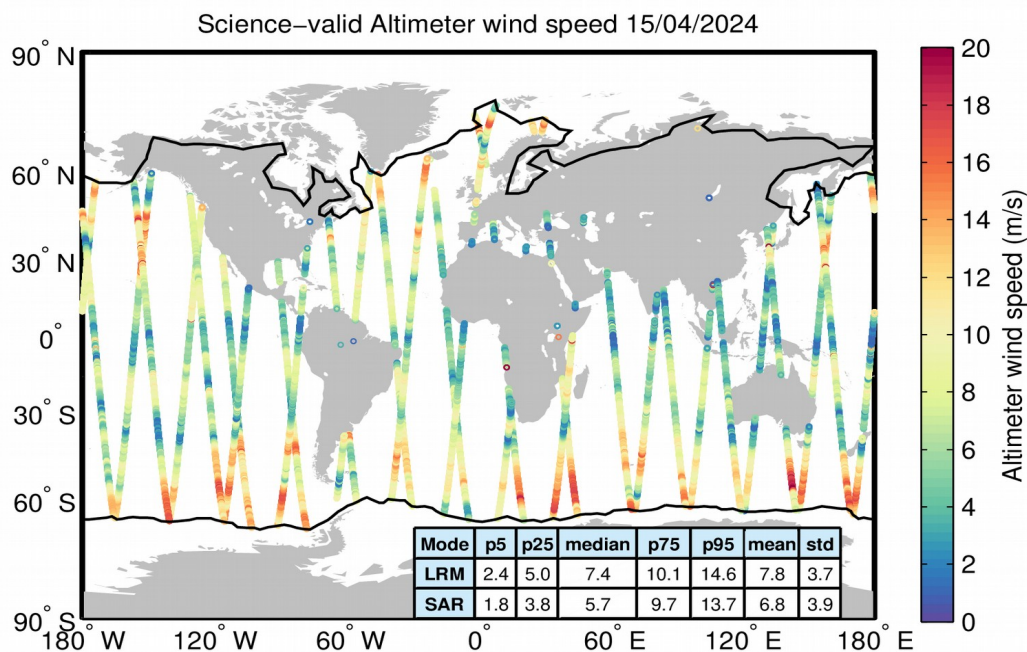 Science−valid Altimeter wind speed 15/04/2024
90° N
60° N
30° N
0°
30° S
60° S
90° S
180° W
120° W
60° W
0°
60° E
120° E
180° E
Mode p5 p25 median p75 p95 mean std
LRM 2.4 5.0 7.4 10.1 14.6 7.8 3.7
SAR 1.8 3.8 5.7 9.7 13.7 6.8 3.9
20
18
16
14
12
10
8
6
4
2
0
Altimeter wind speed (m/s)